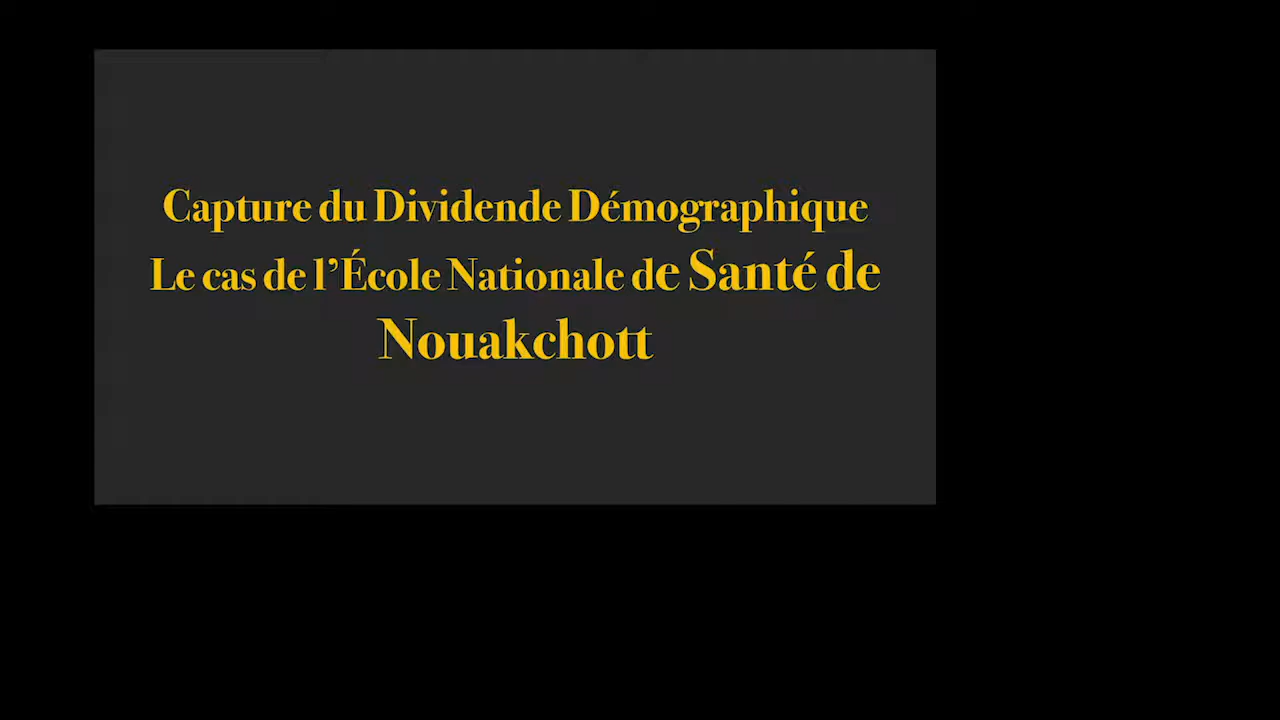 Capture du Dividende Démographique
Le cas de l’École Nationale de Santé de
Nouakchott